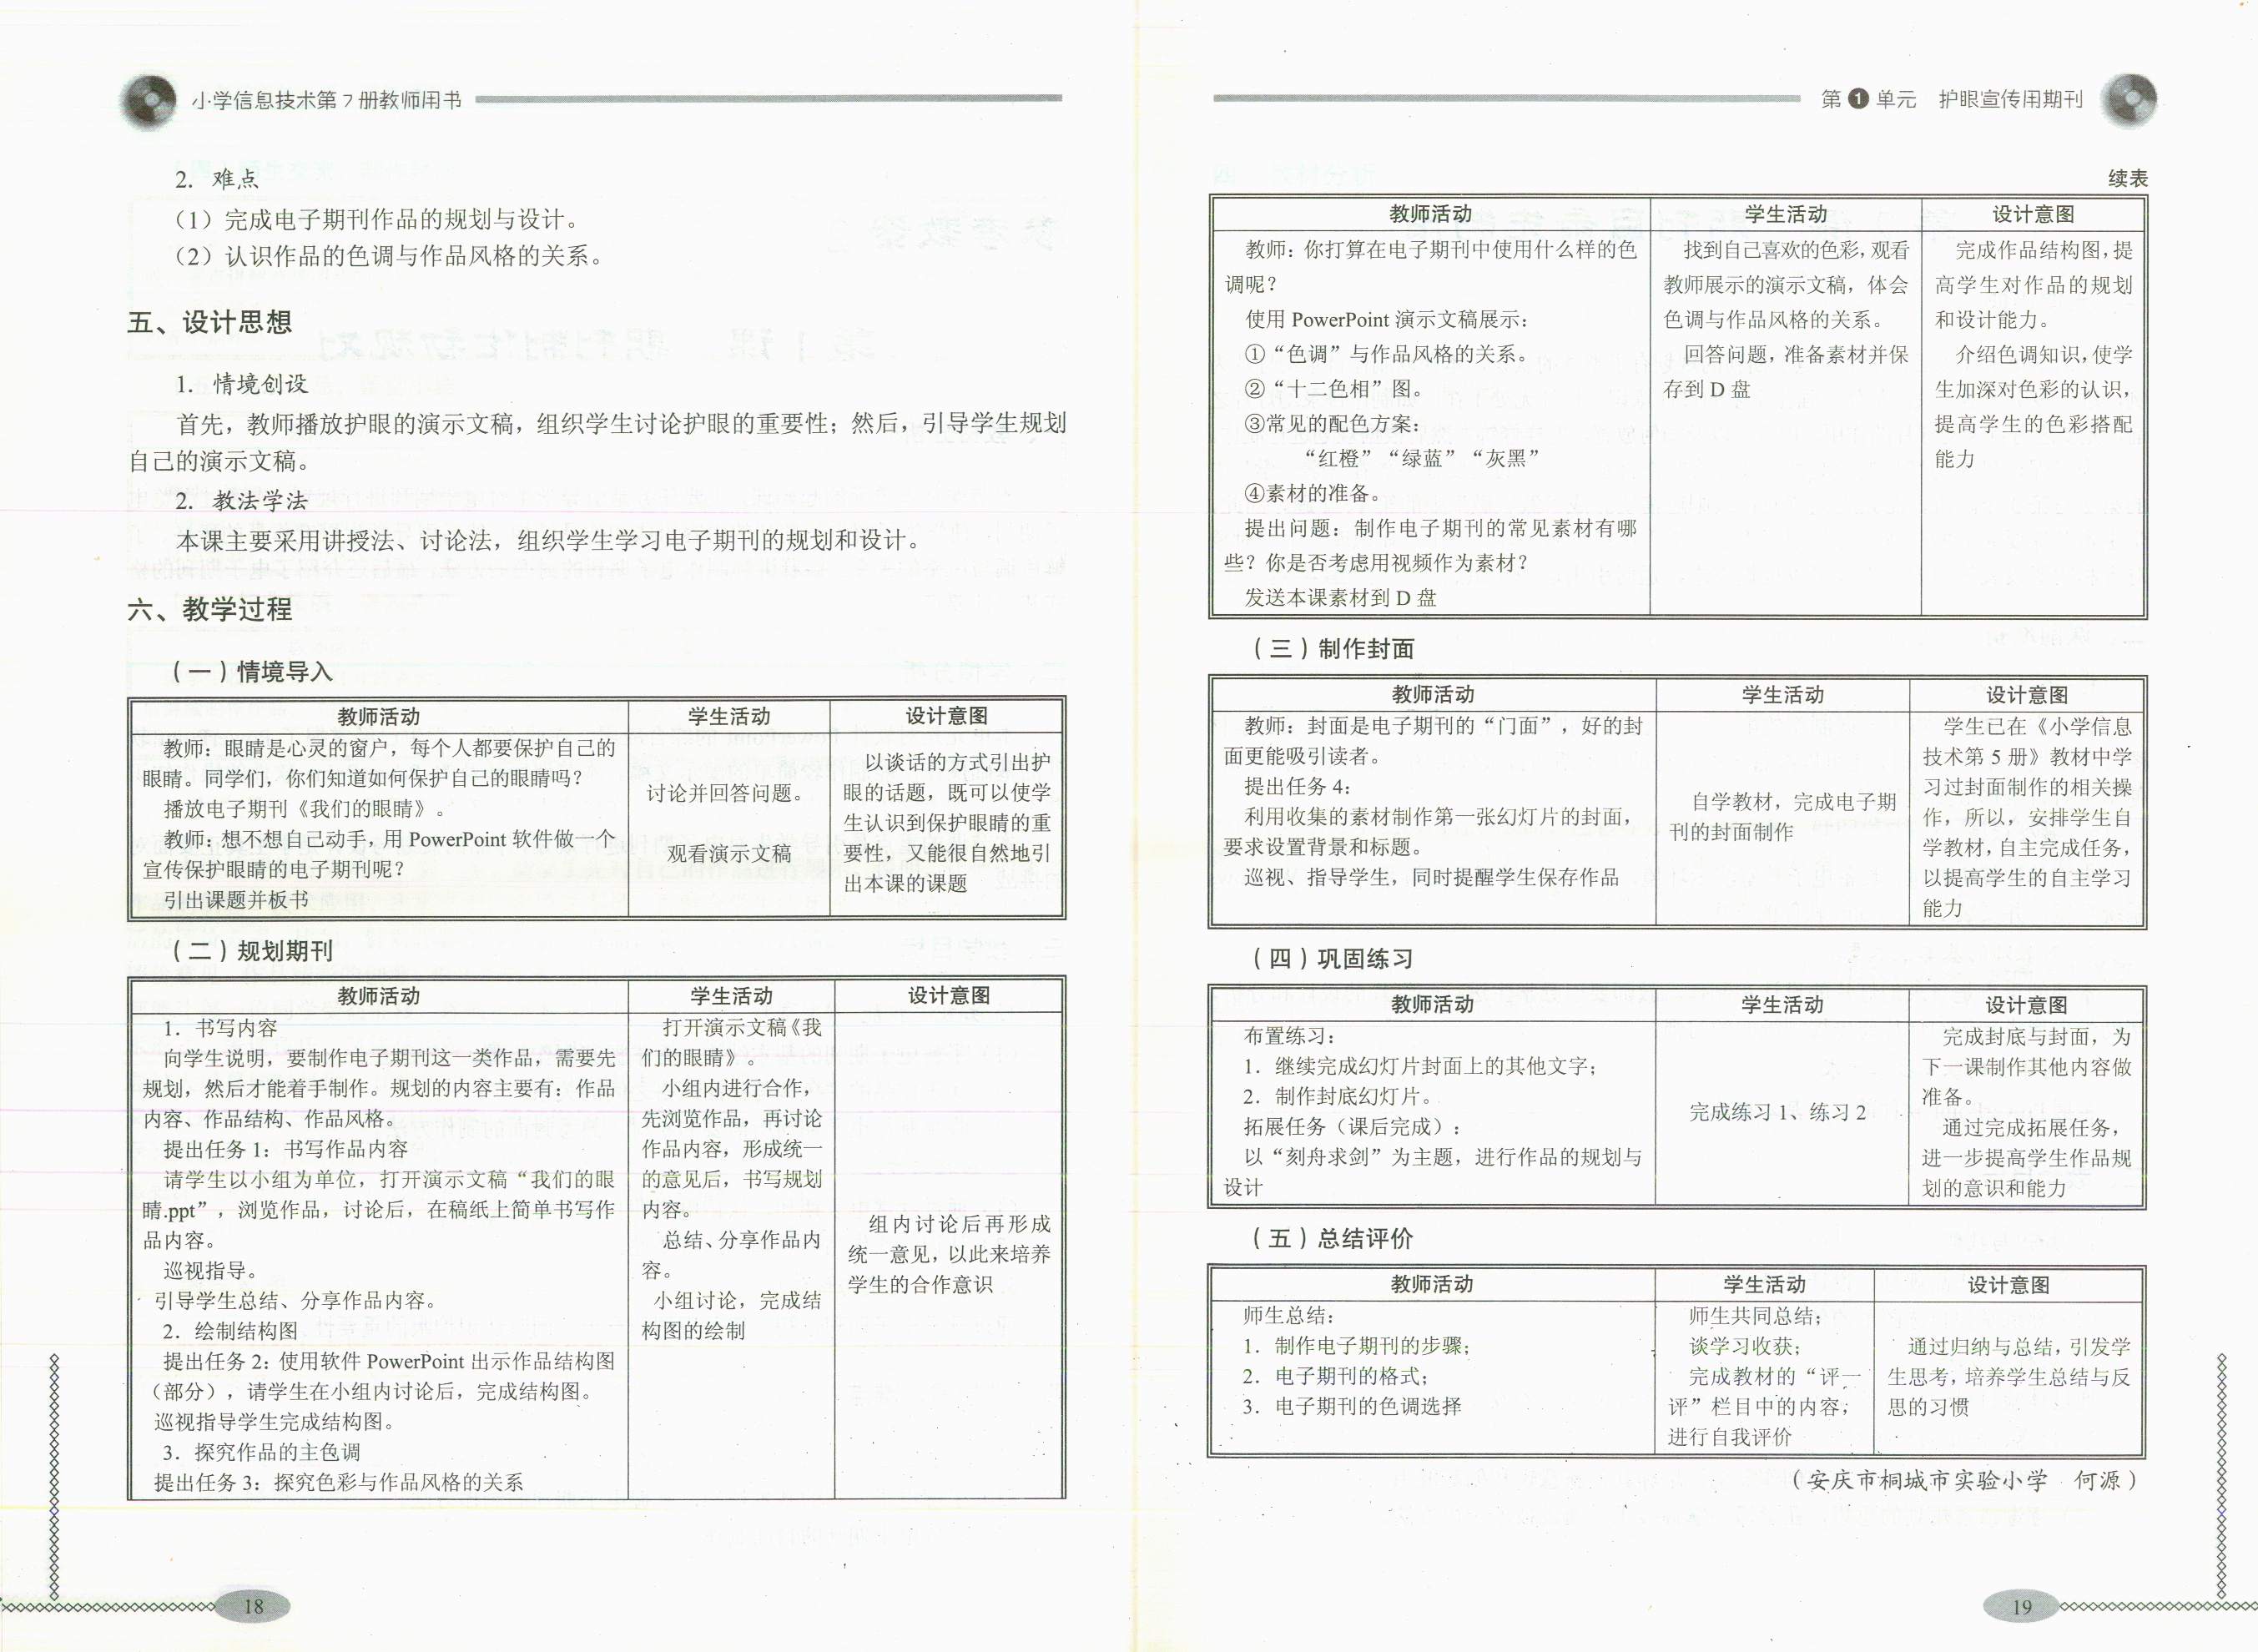 小学信息技术第7册教师用书
2. 难点
（1）完成电子期刊作品的规划与设计。
（2）认识作品的色调与作品风格的关系。
五、设计思想
1. 情境创设
首先，教师播放护眼的演示文稿，组织学生讨论护眼的重要性；然后，引导学生规划
自己的演示文稿。
2. 教法学法
本课主要采用讲授法、讨论法，组织学生学习电子期刊的规划和设计。
六、教学过程
（一）情境导入
教师活动
学生活动
设计意图
教师：眼睛是心灵的窗户，每个人都要保护自己的
眼睛。同学们，你们知道如何保护自己的眼睛吗？
播放电子期刊《我们的眼睛》。
教师：想不想自己动手，用 PowerPoint 软件做一个
宣传保护眼睛的电子期刊呢？
引出课题并板书
讨论并回答问题。
观看演示文稿
以谈话的方式引出护
眼的话题，既可以使学
生认识到保护眼睛的重
要性，又能很自然地引
出本课的课题
（二）规划期刊
教师活动
学生活动
设计意图
1. 书写内容
向学生说明，要制作电子期刊这一类作品，需要先
规划，然后才能着手制作。规划的内容主要有：作品
内容、作品结构、作品风格。
提出任务 1：书写作品内容
请学生以小组为单位，打开演示文稿“我们的眼
睛.ppt”，浏览作品，讨论后，在稿纸上简单书写作
品内容。
巡视指导。
引导学生总结、分享作品内容。
2. 绘制结构图
提出任务 2：使用软件 PowerPoint 出示作品结构图
（部分），请学生在小组内讨论后，完成结构图。
巡视指导学生完成结构图。
3. 探究作品的主色调
提出任务 3：探究色彩与作品风格的关系
打开演示文稿《我
们的眼睛》。
小组内进行合作，
先浏览作品，再讨论
作品内容，形成统一
的意见后，书写规划
内容。
总结、分享作品内
容。
小组讨论，完成结
构图的绘制
组内讨论后再形成
统一意见，以此来培养
学生的合作意识
18
第1单元 护眼宣传用期刊
续表
教师活动
学生活动
设计意图
教师：你打算在电子期刊中使用什么样的色
调呢？
使用 PowerPoint 演示文稿展示：
①“色调”与作品风格的关系。
②“十二色相”图。
③常见的配色方案：
“红橙”“绿蓝”“灰黑”
④素材的准备。
提出问题：制作电子期刊的常见素材有哪
些？你是否考虑用视频作为素材？
发送本课素材到 D 盘
找到自己喜欢的色彩，观看
教师展示的演示文稿，体会
色调与作品风格的关系。
回答问题，准备素材并保
存到 D 盘
完成作品结构图，提
高学生对作品的规划
和设计能力。
介绍色调知识，使学
生加深对色彩的认识，
提高学生的色彩搭配
能力
（三）制作封面
教师活动
学生活动
设计意图
教师：封面是电子期刊的“门面”，好的封
面更能吸引读者。
提出任务 4：
利用收集的素材制作第一张幻灯片的封面，
要求设置背景和标题。
巡视、指导学生，同时提醒学生保存作品
自学教材，完成电子期
刊的封面制作
学生已在《小学信息
技术第 5 册》教材中学
习过封面制作的相关操
作，所以，安排学生自
学教材，自主完成任务，
以提高学生的自主学习
能力
（四）巩固练习
教师活动
学生活动
设计意图
布置练习：
1. 继续完成幻灯片封面上的其他文字；
2. 制作封底幻灯片。
拓展任务（课后完成）：
以“刻舟求剑”为主题，进行作品的规划与
设计
完成练习 1、练习 2
完成封底与封面，为
下一课制作其他内容做
准备。
通过完成拓展任务，
进一步提高学生作品规
划的意识和能力
（五）总结评价
教师活动
学生活动
设计意图
师生总结：
1. 制作电子期刊的步骤；
2. 电子期刊的格式；
3. 电子期刊的色调选择
师生共同总结；
谈学习收获；
完成教材的“评一
评”栏目中的内容，
进行自我评价
通过归纳与总结，引发学
生思考，培养学生总结与反
思的习惯
（安庆市桐城市实验小学 何源）
19